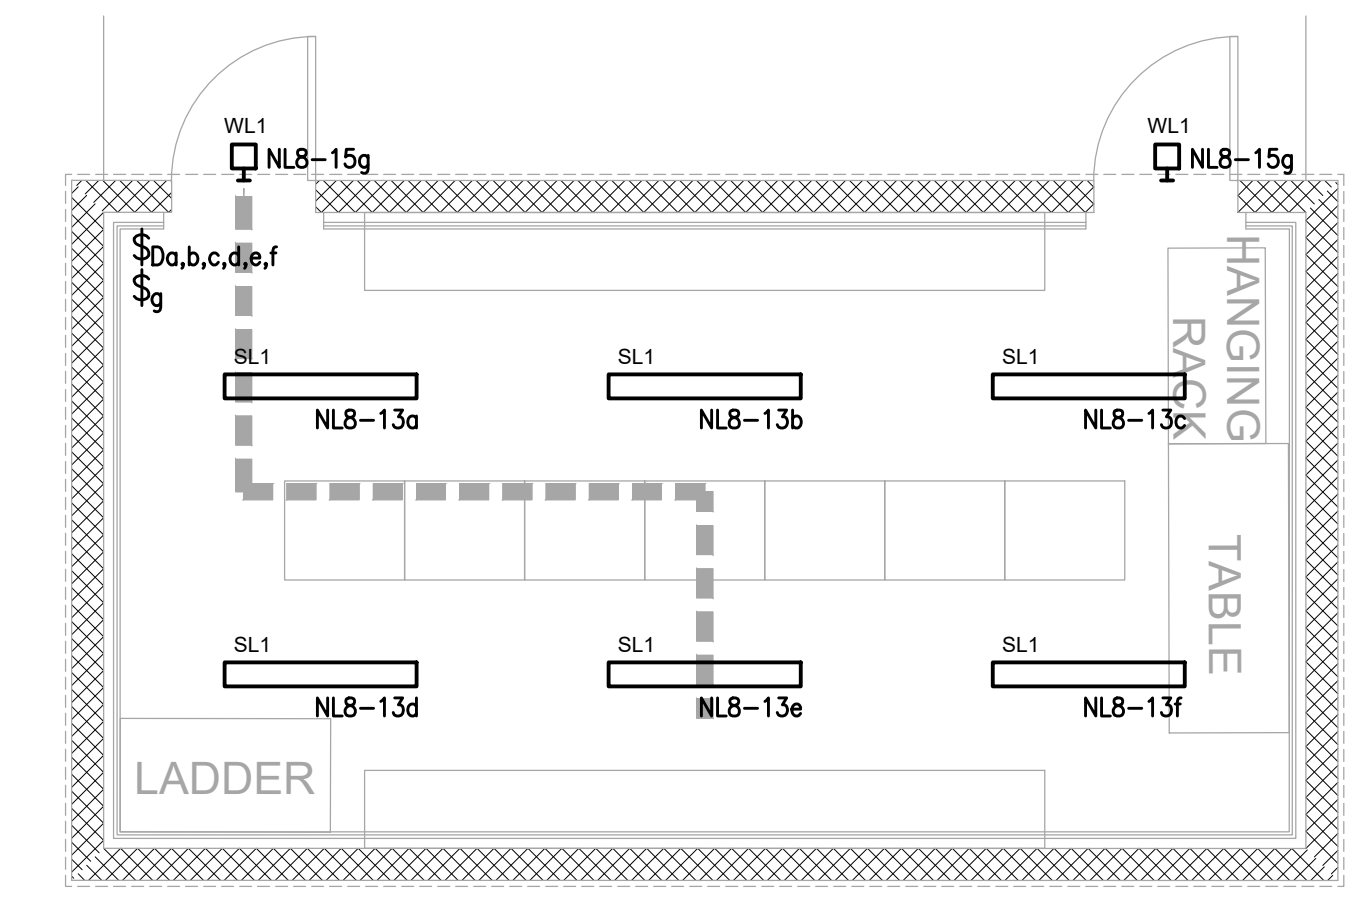 WL1
NL8-15g
WL1
NL8-15g
$Da,b,c,d,e,f
$g
HANGING
RACK
SL1
SL1
SL1
NL8-13a
NL8-13b
NL8-13c
TABLE
SL1
SL1
SL1
NL8-13d
NL8-13e
NL8-13f
LADDER